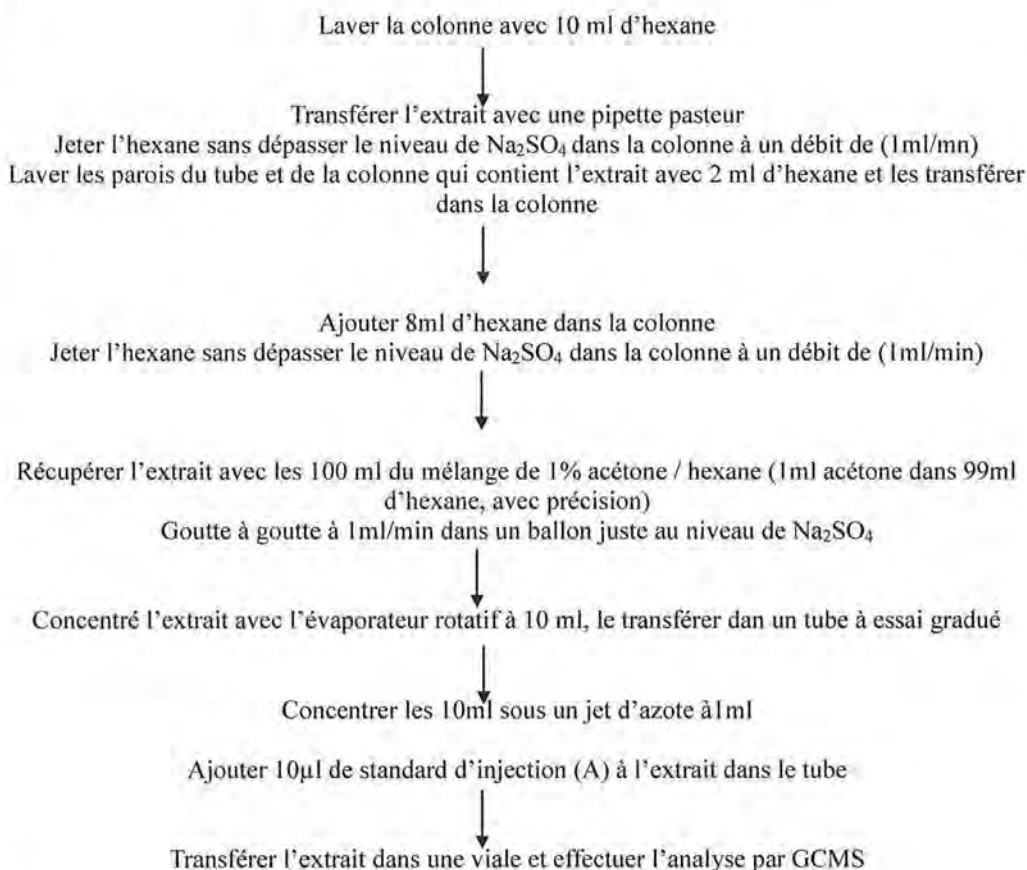 Laver la colonne avec 10 ml d'hexane
Transférer l'extrait avec une pipette pasteur
Jeter l'hexane sans dépasser le niveau de Na₂SO₄ dans la colonne à un débit de (1ml/mn)
Laver les parois du tube et de la colonne qui contient l'extrait avec 2 ml d'hexane et les transférer
dans la colonne
Ajouter 8ml d'hexane dans la colonne
Jeter l'hexane sans dépasser le niveau de Na₂SO₄ dans la colonne à un débit de (1ml/min)
Récupérer l'extrait avec les 100 ml du mélange de 1% acétone / hexane (1ml acétone dans 99ml
d'hexane, avec précision)
Goutte à goutte à 1ml/min dans un ballon juste au niveau de Na₂SO₄
Concentré l'extrait avec l'évaporateur rotatif à 10 ml, le transférer dan un tube à essai gradué
Concentrer les 10ml sous un jet d'azote à1ml
Ajouter 10µl de standard d'injection (A) à l'extrait dans le tube
Transférer l'extrait dans une viale et effectuer l'analyse par GCMS